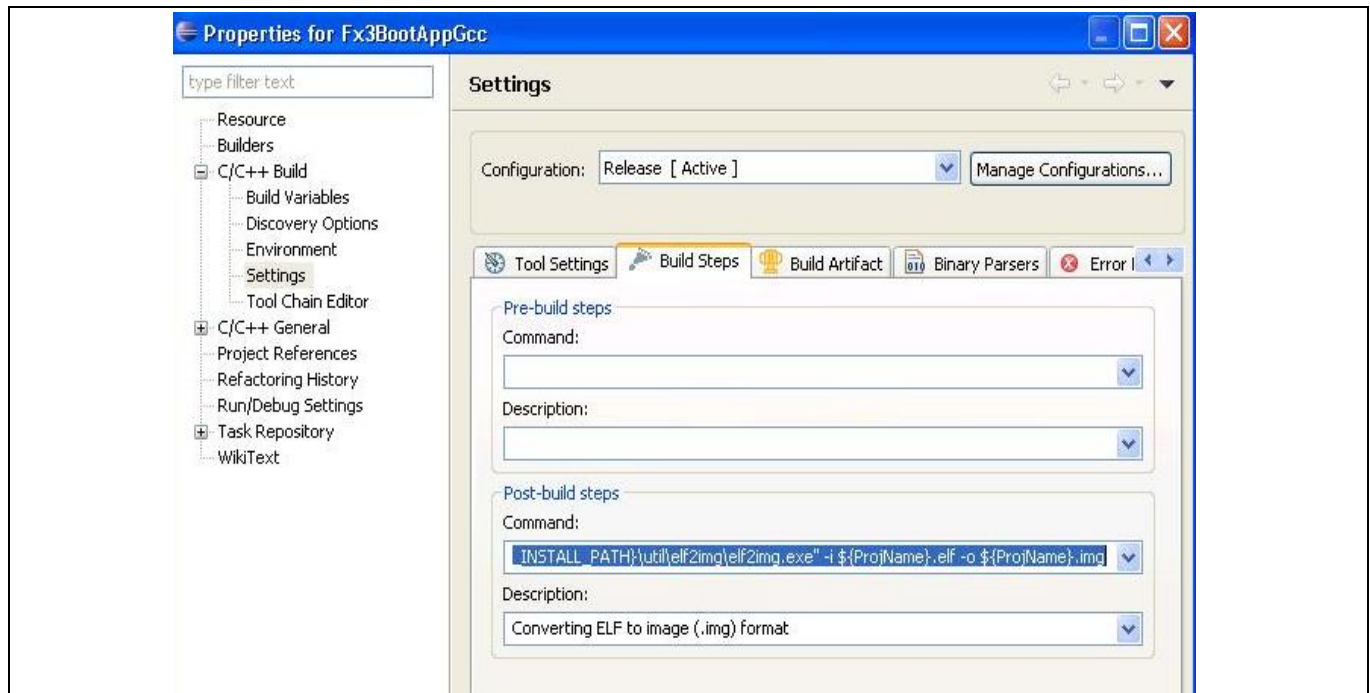 Properties for Fx3BootAppGcc
type filter text
Resource
Builders
C/C++ Build
Build Variables
Discovery Options
Environment
Settings
Tool Chain Editor
C/C++ General
Project References
Refactoring History
Run/Debug Settings
Task Repository
WikiText
Settings
Configuration: Release [ Active ] Manage Configurations...
Tool Settings Build Steps Build Artifact Binary Parsers Error
Pre-build steps
Command:
Description:
Post-build steps
Command:
_INSTALL_PATH}\util\elf2img\elf2img.exe" -i ${ProjName}.elf -o ${ProjName}.img
Description:
Converting ELF to image (.img) format